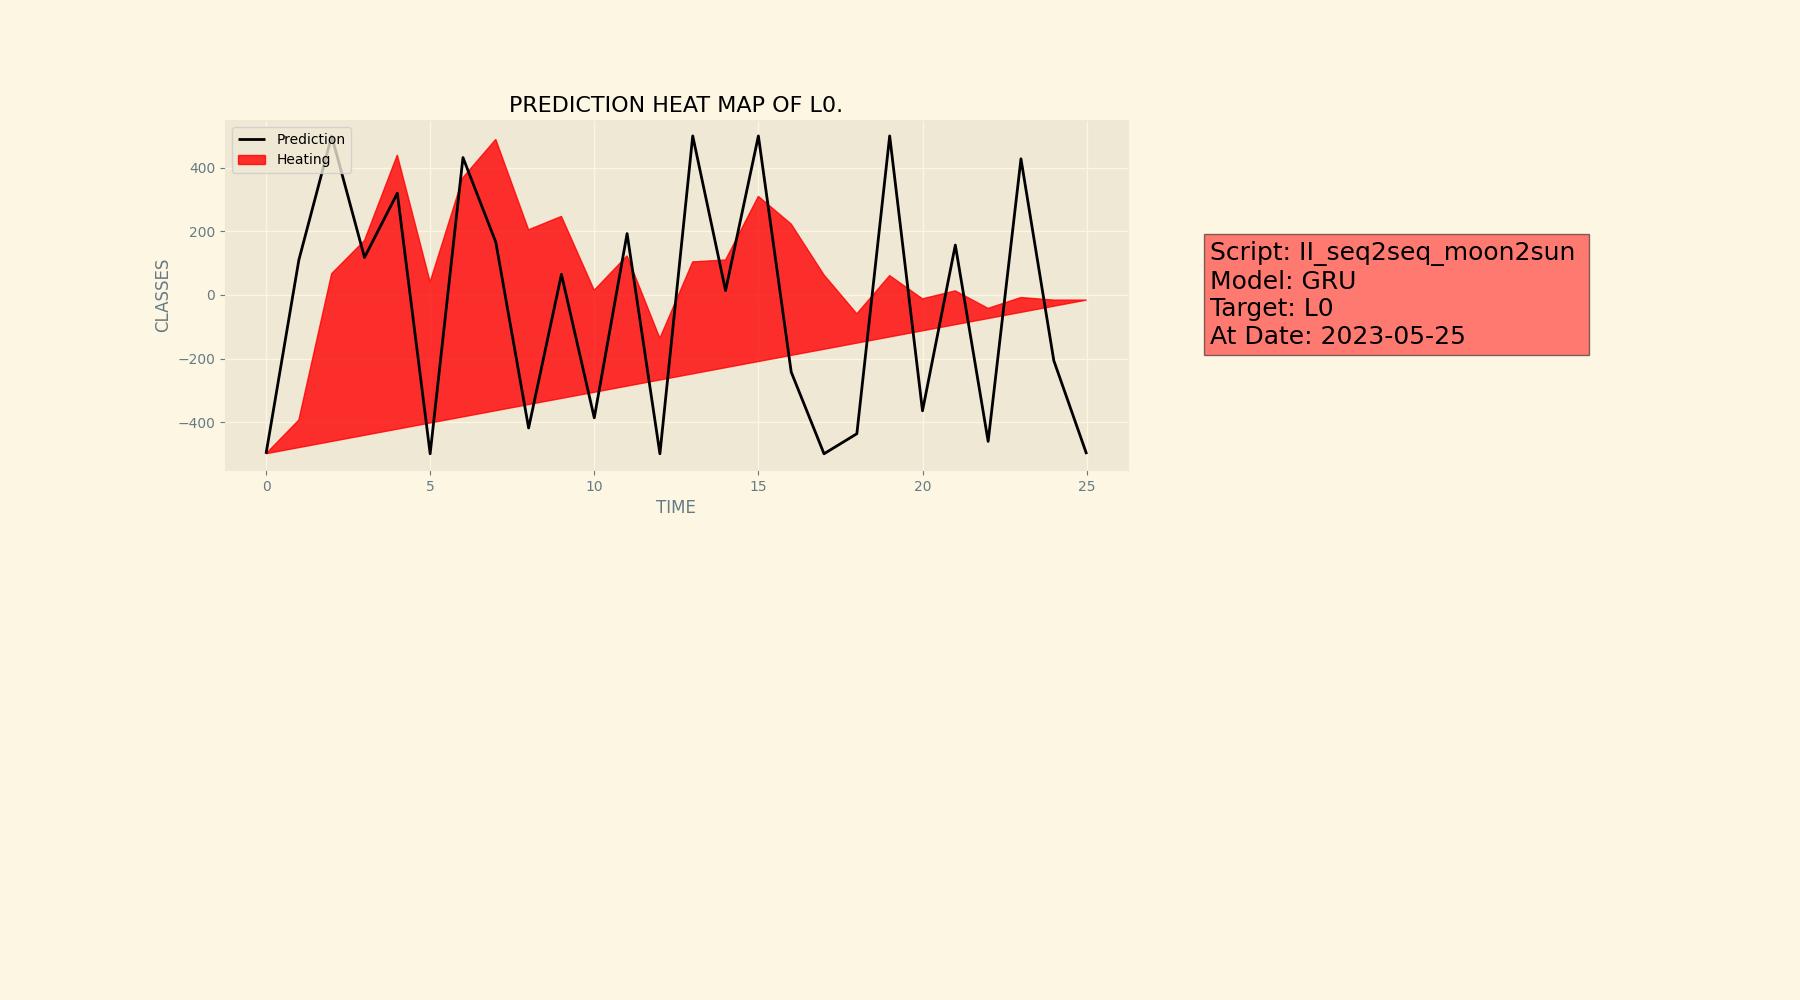 PREDICTION HEAT MAP OF L0.
Prediction
Heating
CLASSES
400
200
0
−200
−400
0 5 10 15 20 25
TIME
Script: II_seq2seq_moon2sun
Model: GRU
Target: L0
At Date: 2023-05-25